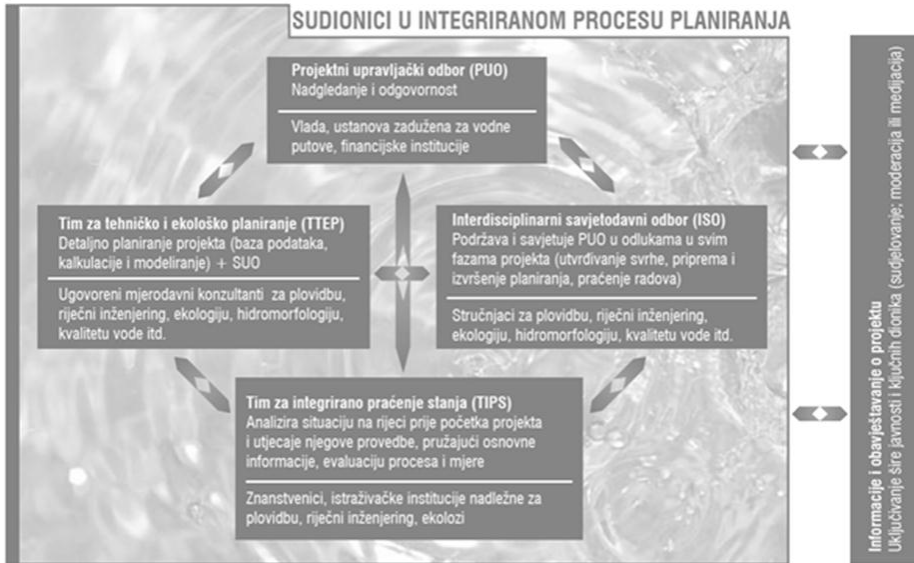 SUDIONICI U INTEGRIRANOM PROCESU PLANIRANJA
Projektni upravljački odbor (PUO)
Nadgledanje i odgovornost
Vlada, ustanova zadužena za vodne
putove, financijske institucije
Tim za tehničko i ekološko planiranje (TTEP)
Detaljno planiranje projekta (baza podataka,
kalkulacije i modeliranje) + SUO
Ugovoreni mjerodavni konzultanti za plovidbu,
riječni inženjering, ekologiju, hidromorfologiju,
kvalitetu vode itd.
Interdisciplinarni savjetodavni odbor (ISO)
Podržava i savjetuje PUO u odlukama u svim
fazama projekta (utvrđivanje svrhe, priprema i
izvršenje planiranja, praćenje radova)
Stručnjaci za plovidbu, riječni inženjering,
ekologiju, hidromorfologiju, kvalitetu vode itd.
Tim za integrirano praćenje stanja (TIPS)
Analizira situaciju na rijeci prije početka projekta
i utjecaje njegove provedbe, pružajući osnovne
informacije, evaluaciju procesa i mjere
Znanstvenici, istraživačke institucije nadležne za
plovidbu, riječni inženjering, ekolozi
Informacije i obavještavanje o projektu
Uključivanje šire javnosti i ključnih dionika (sudjelovanje; moderacija ili medijacija)